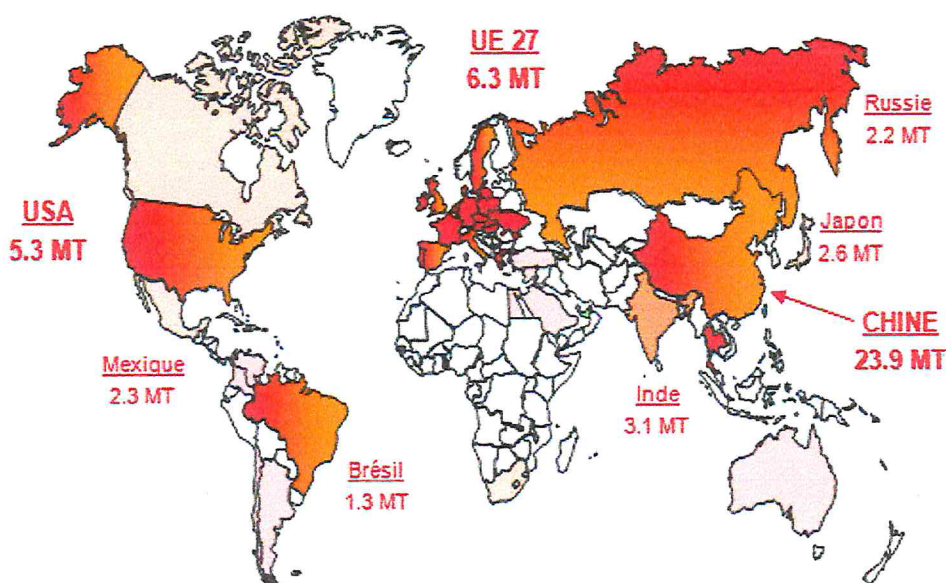 UE 27
6.3 MT
Russie
2.2 MT
USA
5.3 MT
Japon
2.6 MT
CHINE
23.9 MT
Mexique
2.3 MT
Inde
3.1 MT
Brésil
1.3 MT